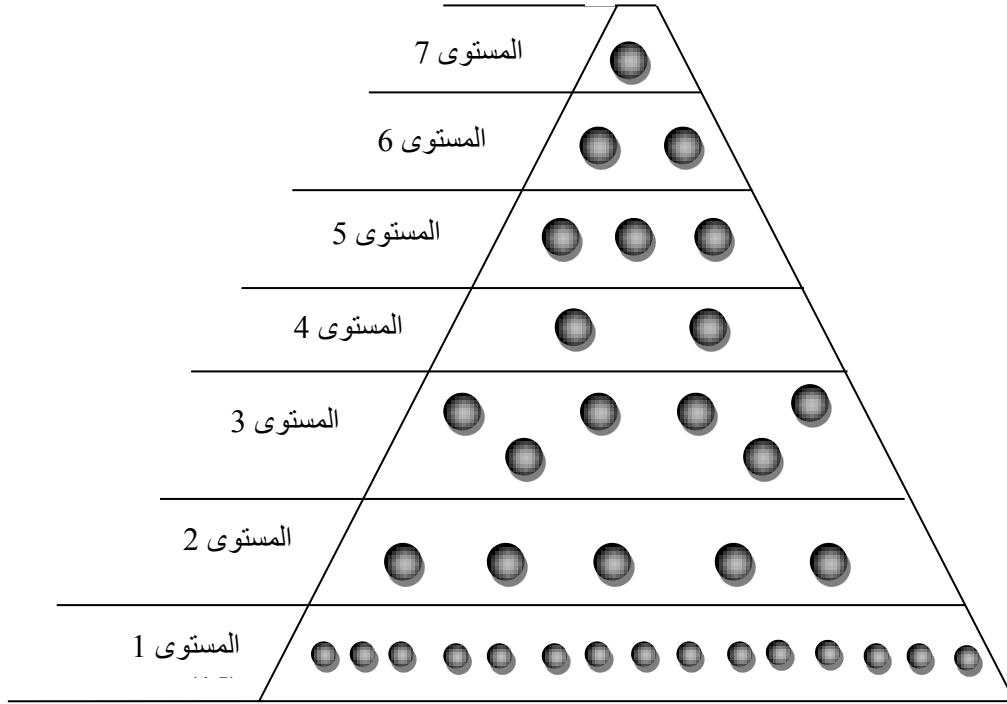 المستوى 7
المستوى 6
المستوى 5
المستوى 4
المستوى 3
المستوى 2
المستوى 1